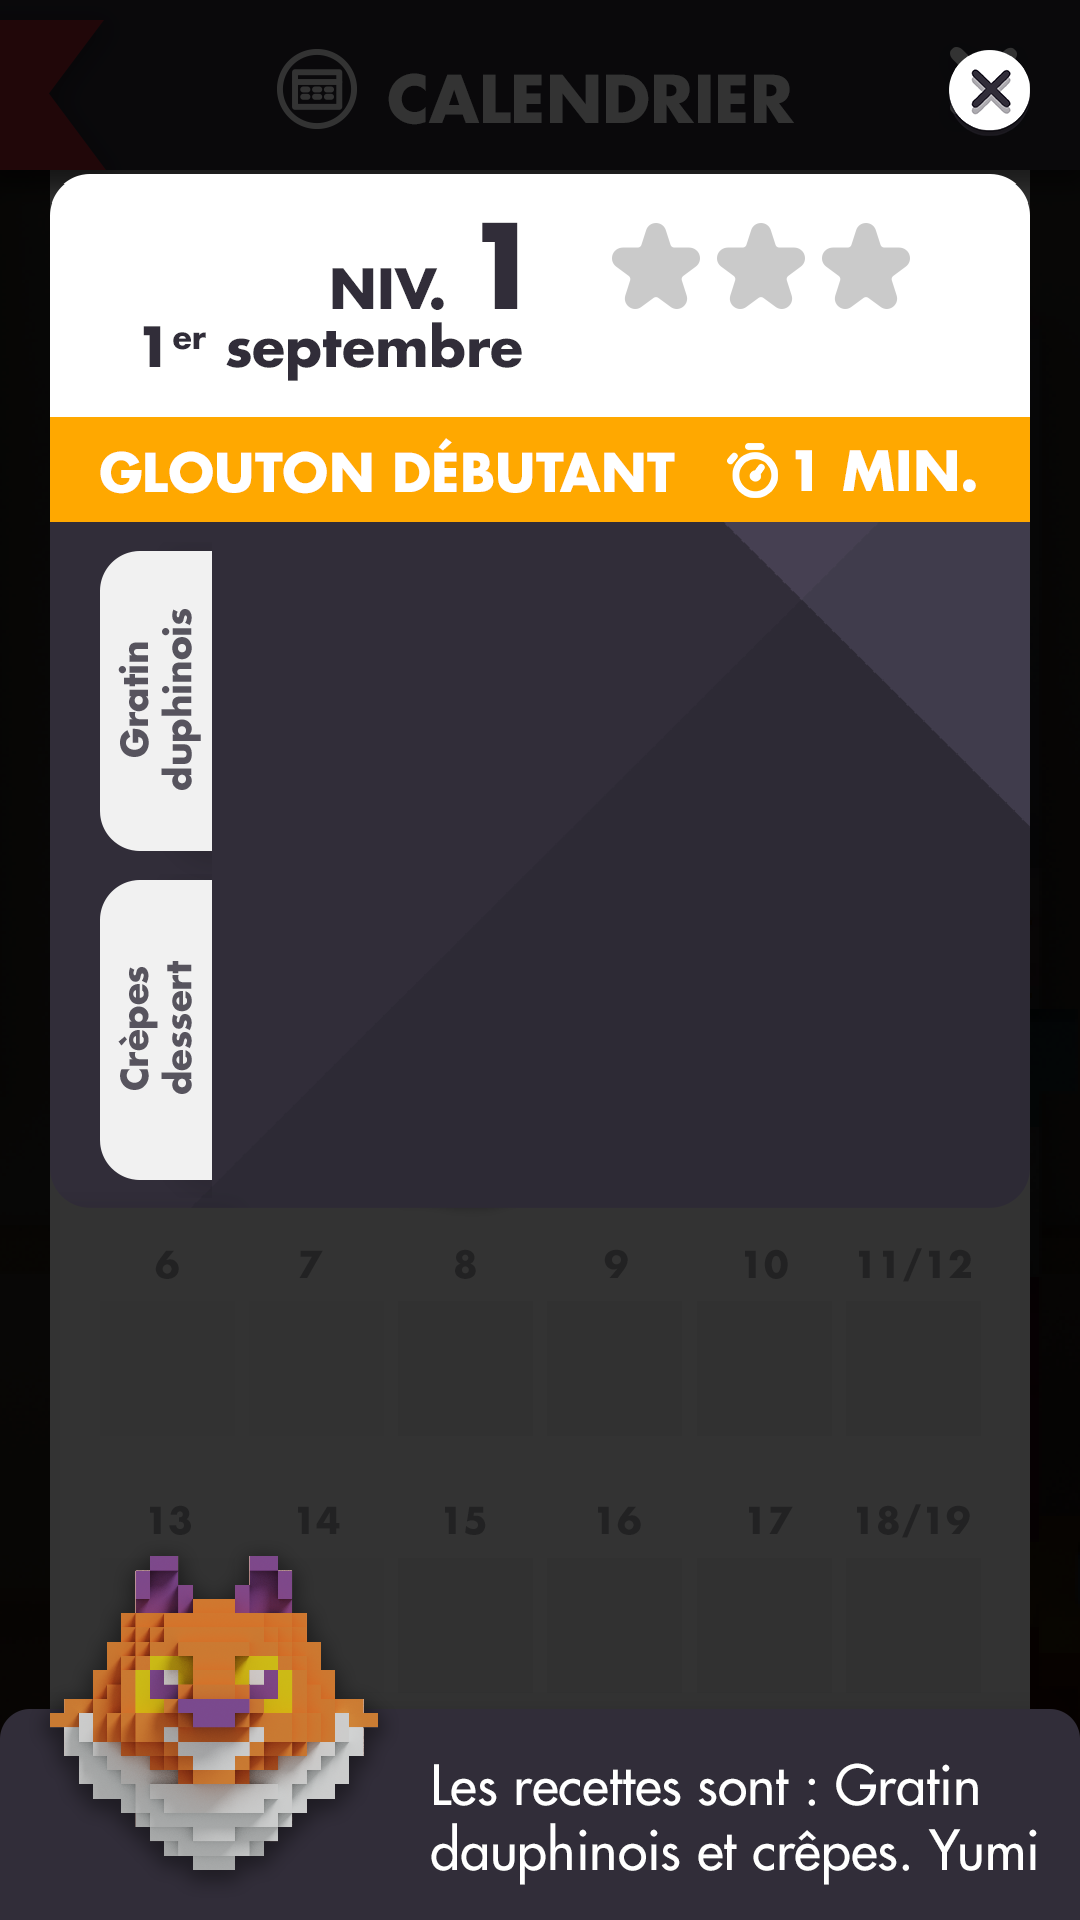 CALENDRIER
NIV. 1
1er septembre
GLOUTON DÉBUTANT 1 MIN.
Gratin
duphinois
Crèpes
dessert
6 7 8 9 10 11/12
13 14 15 16 17 18/19
Les recettes sont : Gratin
dauphinois et crêpes. Yumi